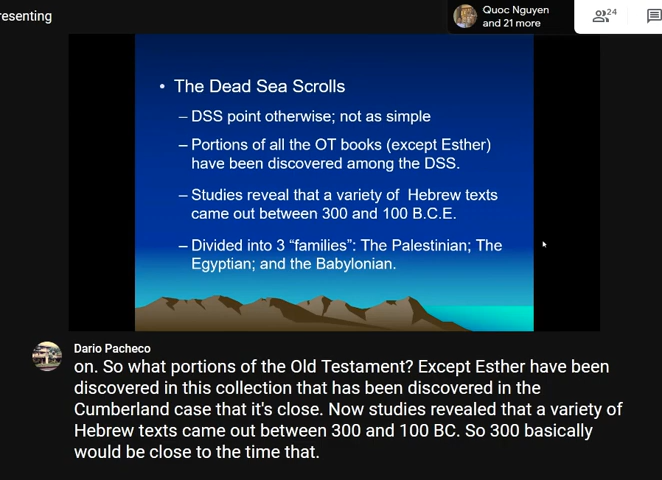 resenting
Quoc Nguyen
and 21 more
24
• The Dead Sea Scrolls
– DSS point otherwise; not as simple
– Portions of all the OT books (except Esther)
have been discovered among the DSS.
– Studies reveal that a variety of Hebrew texts
came out between 300 and 100 B.C.E.
– Divided into 3 “families”: The Palestinian; The
Egyptian; and the Babylonian.
Dario Pacheco
on. So what portions of the Old Testament? Except Esther have been
discovered in this collection that has been discovered in the
Cumberland case that it's close. Now studies revealed that a variety of
Hebrew texts came out between 300 and 100 BC. So 300 basically
would be close to the time that.